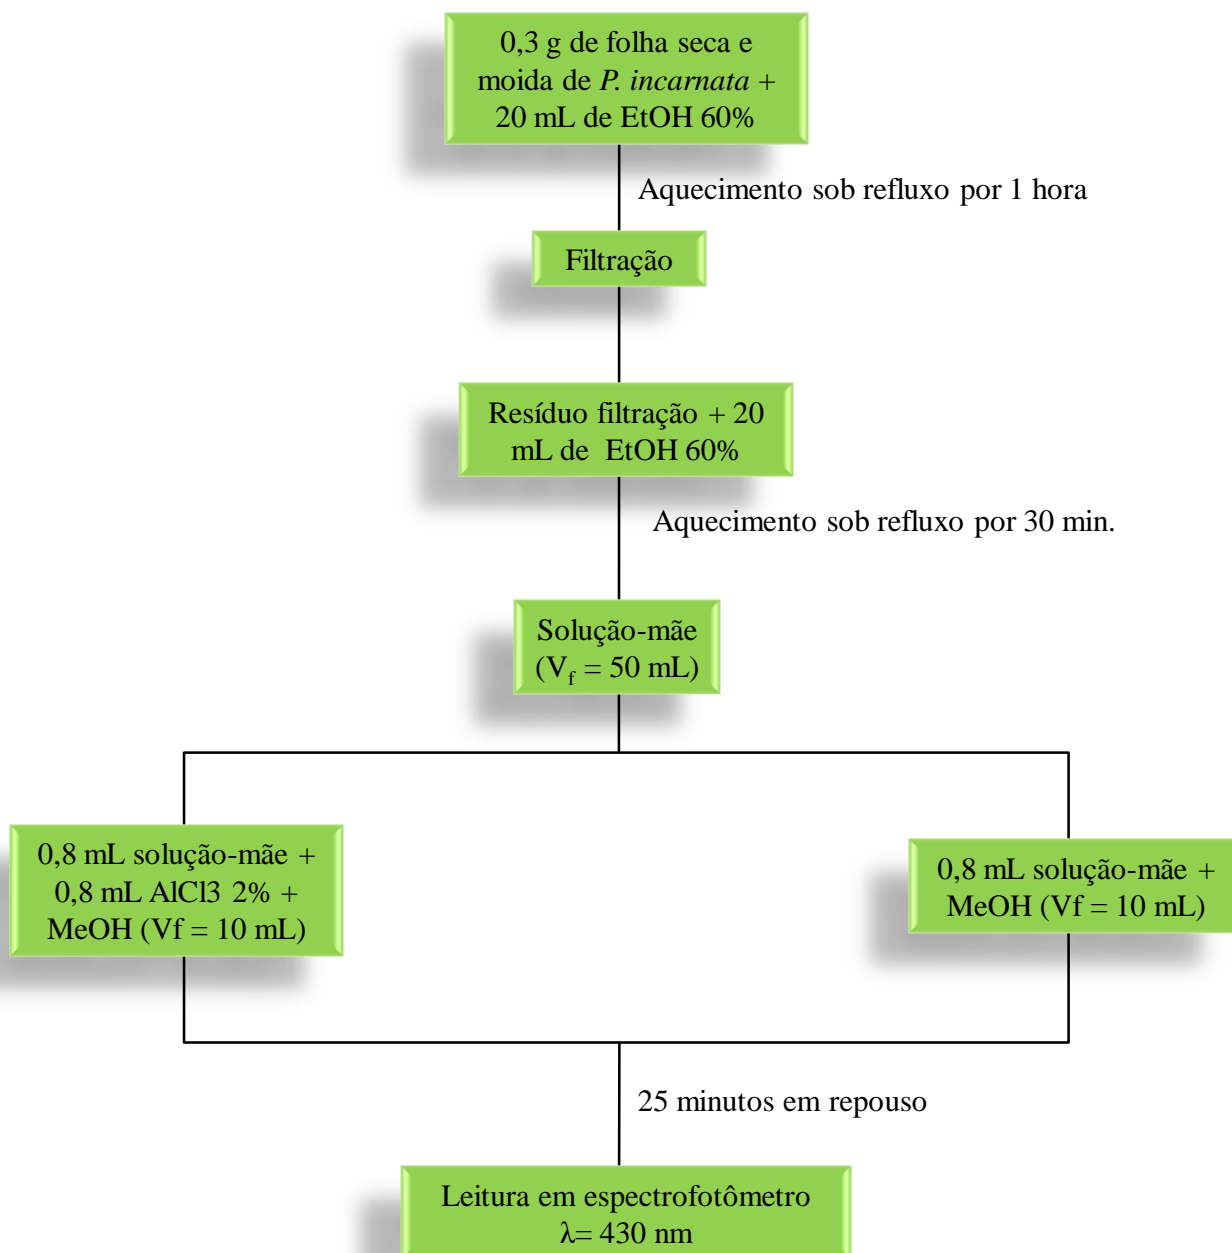 0,3 g de folha seca e
moida de P. incarnata +
20 mL de EtOH 60%
Aquecimento sob refluxo por 1 hora
Filtração
Resíduo filtração + 20
mL de EtOH 60%
Aquecimento sob refluxo por 30 min.
Solução-mãe
(Vf = 50 mL)
0,8 mL solução-mãe +
0,8 mL AlCl3 2% +
MeOH (Vf = 10 mL)
0,8 mL solução-mãe +
MeOH (Vf = 10 mL)
25 minutos em repouso
Leitura em espectrofotômetro
λ= 430 nm